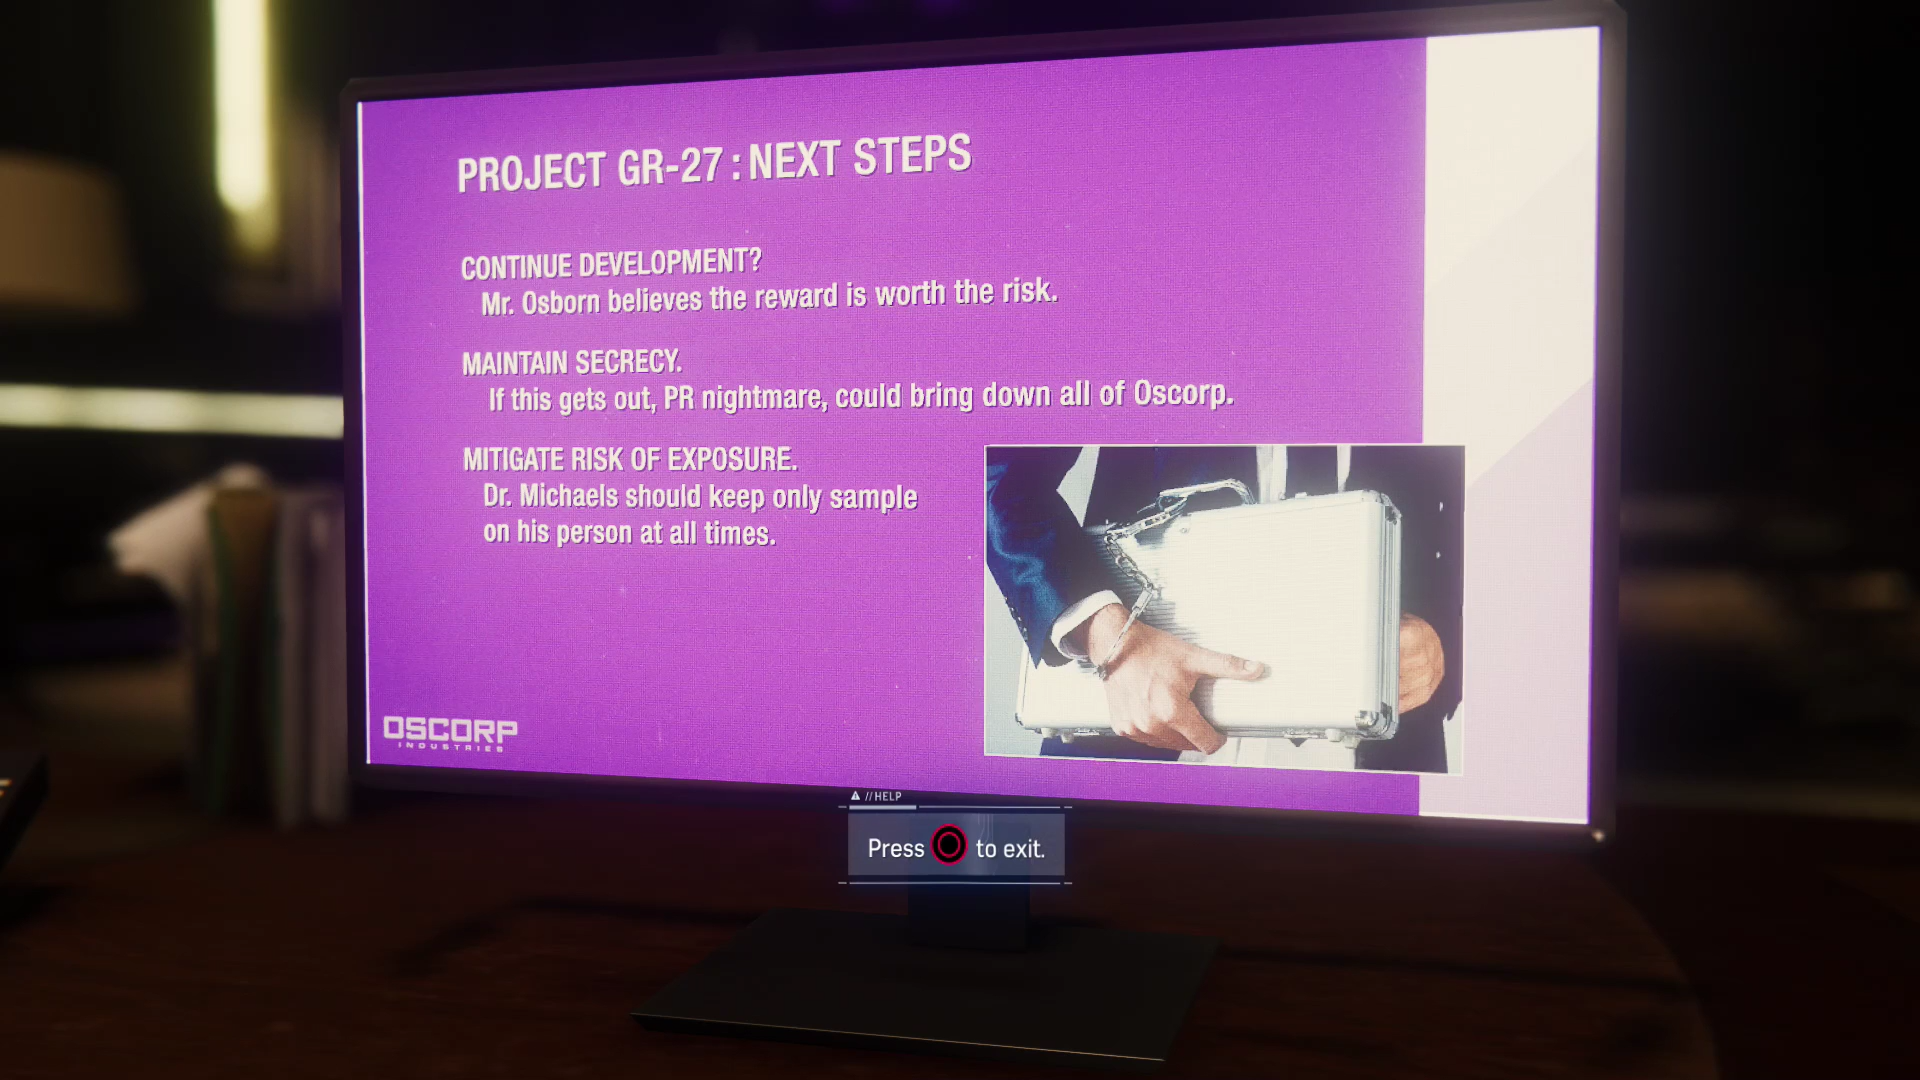 PROJECT GR-27 : NEXT STEPS
CONTINUE DEVELOPMENT?
Mr. Osborn believes the reward is worth the risk.
MAINTAIN SECRECY.
If this gets out, PR nightmare, could bring down all of Oscorp.
MITIGATE RISK OF EXPOSURE.
Dr. Michaels should keep only sample
on his person at all times.
OSCORP
INDUSTRIES
//HELP
Press to exit.